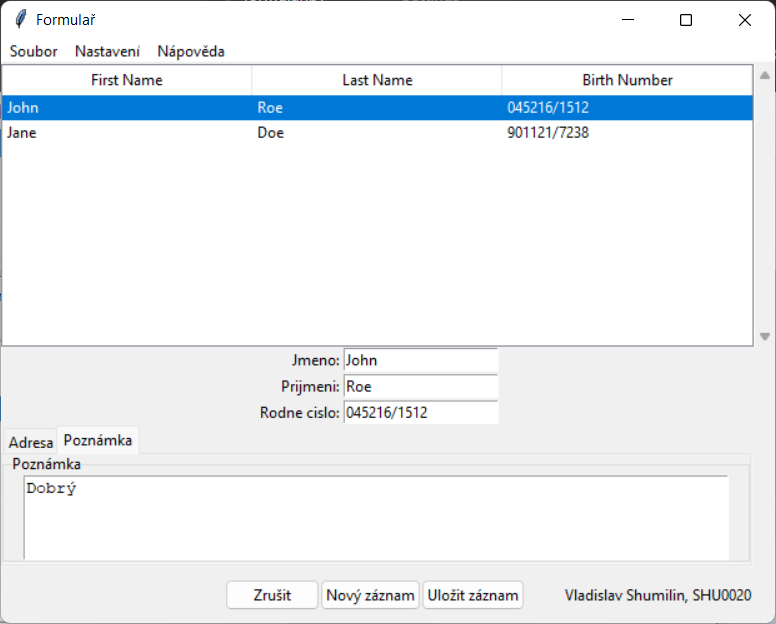 Formulař
Soubor Nastavení Nápověda
First Name Last Name Birth Number
John Roe 045216/1512
Jane Doe 901121/7238
Jmeno: John
Prijmeni: Roe
Rodne cislo: 045216/1512
Adresa Poznámka
Poznámka
Dobrý
Zrušit Nový záznam Uložit záznam Vladislav Shumilin, SHU0020